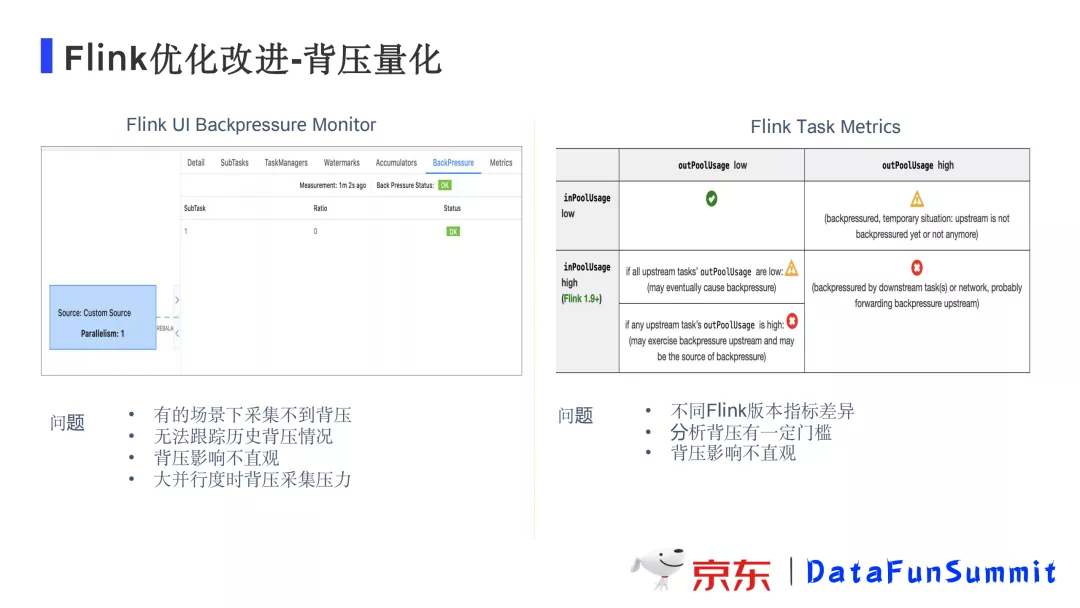 Flink优化改进-背压量化
Flink UI Backpressure Monitor
Detail SubTasks TaskManagers Watermarks Accumulators BackPressure Metrics
Measurement: 1m 2s ago Back Pressure Status: OK
SubTask Ratio Status
1 0 OK
Source: Custom Source
Parallelism: 1
REBALA
问题
• 有的场景下采集不到背压
• 无法跟踪历史背压情况
• 背压影响不直观
• 大并行度时背压采集压力
Flink Task Metrics
outPoolUsage low outPoolUsage high
inPoolUsage
low
(backpressured, temporary situation: upstream is not
backpressured yet or not anymore)
inPoolUsage
high
(Flink 1.9+)
if all upstream tasks' outPoolUsage are low:
(may eventually cause backpressure)
if any upstream task's outPoolUsage is high:
(may exercise backpressure upstream and may
be the source of backpressure)
(backpressured by downstream task(s) or network, probably
forwarding backpressure upstream)
问题
• 不同Flink版本指标差异
• 分析背压有一定门槛
• 背压影响不直观
京东 | DataFunSummit